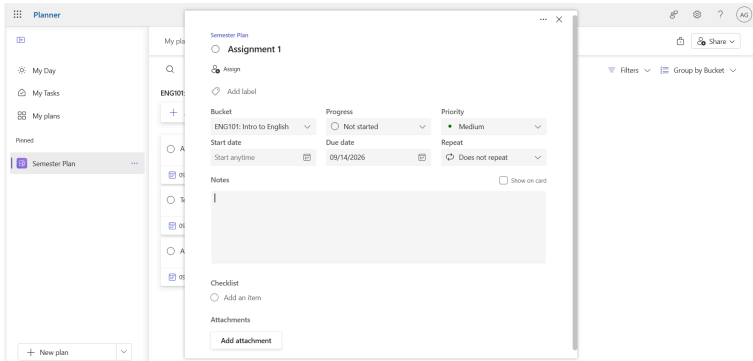 Planner
AG
My pla
Share
My Day
My Tasks
My plans
Pinned
Semester Plan
New plan
Filters
Group by Bucket
ENG101:
Semester Plan
Assignment 1
Assign
Add label
Bucket
Progress
Priority
ENG101: Intro to English
Not started
Medium
Start date
Due date
Repeat
Start anytime
09/14/2026
Does not repeat
Notes
Show on card
Checklist
Add an item
Attachments
Add attachment